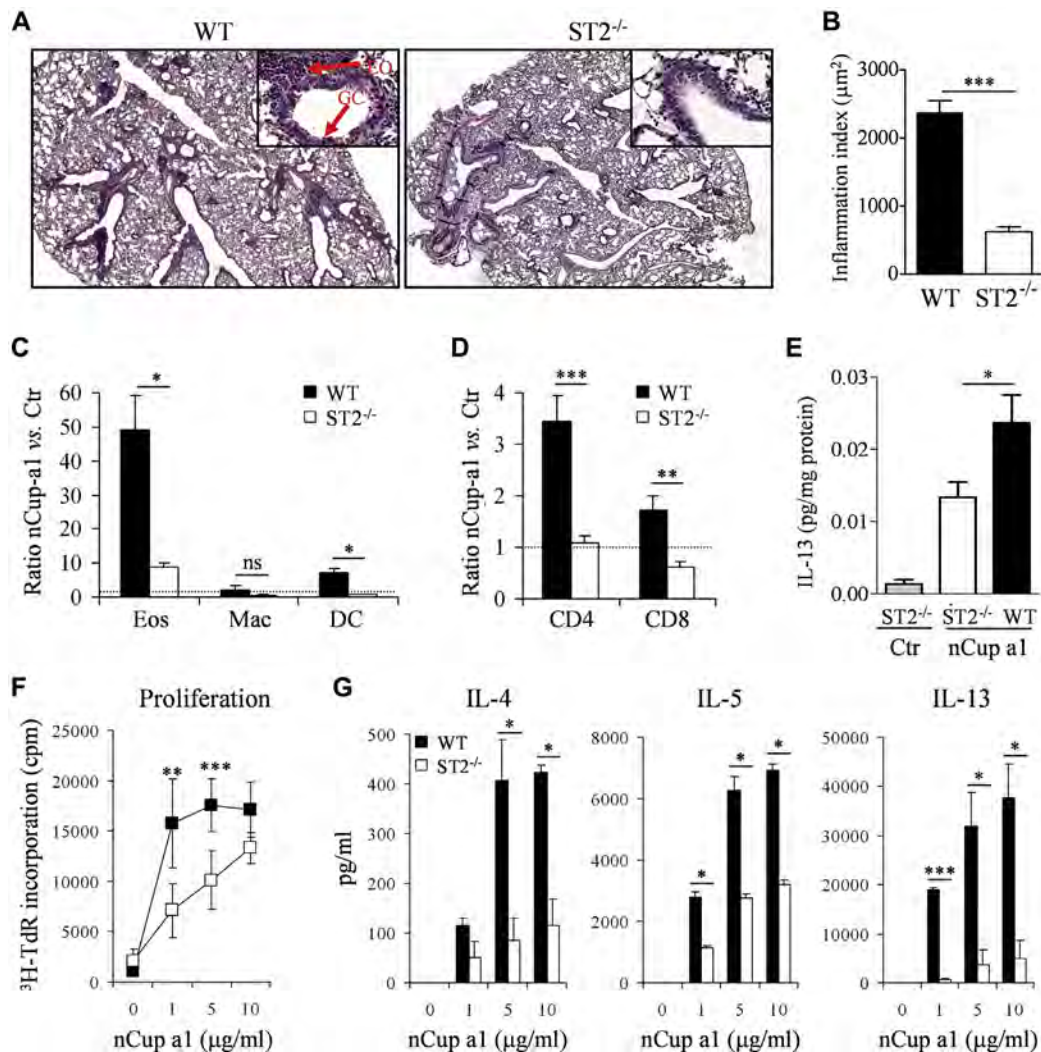 A
WT
ST2-/-
EO
GC
B
Inflammation index (µm²)
3000
2000
1000
0
***
WT ST2-/-
C
Ratio nCup-a1 vs. Ctr
60
50
40
30
20
10
0
*
ns
*
WT
ST2-/-
Eos Mac DC
D
Ratio nCup-a1 vs. Ctr
4
3
2
1
0
***
**
WT
ST2-/-
CD4 CD8
E
IL-13 (pg/mg protein)
0.03
0.02
0.01
0.00
*
ST2-/- ST2-/- WT
Ctr nCup a1
F
Proliferation
³H-TdR incorporation (cpm)
25000
20000
15000
10000
5000
0
** ***
0 1 5 10
nCup a1 (µg/ml)
G
IL-4
pg/ml
500
400
300
200
100
0
WT
ST2-/-
* *
0 1 5 10
nCup a1 (µg/ml)
IL-5
8000
6000
4000
2000
0
* * *
0 1 5 10
nCup a1 (µg/ml)
IL-13
50000
40000
30000
20000
10000
0
*** * *
0 1 5 10
nCup a1 (µg/ml)